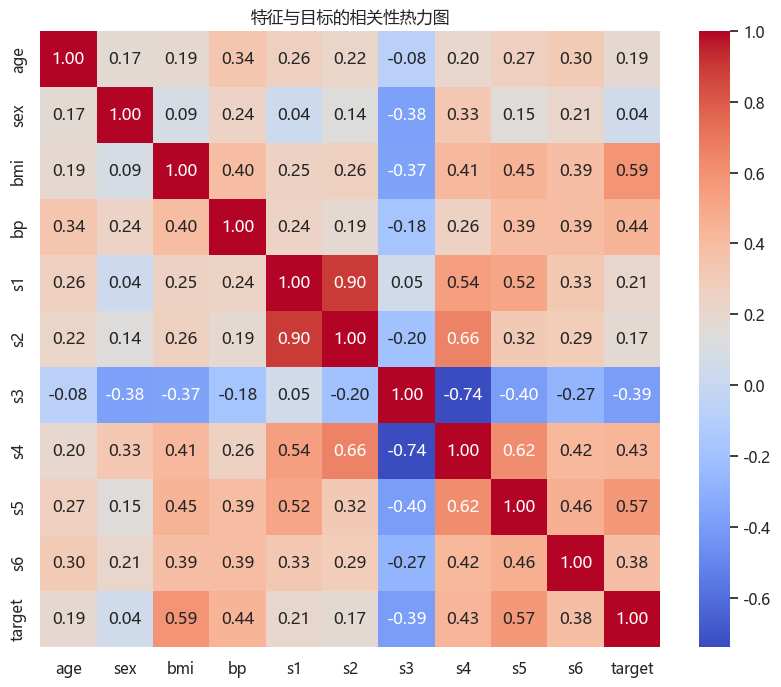 特征与目标的相关性热力图
age 1.00 0.17 0.19 0.34 0.26 0.22 -0.08 0.20 0.27 0.30 0.19
sex 0.17 1.00 0.09 0.24 0.04 0.14 -0.38 0.33 0.15 0.21 0.04
bmi 0.19 0.09 1.00 0.40 0.25 0.26 -0.37 0.41 0.45 0.39 0.59
bp 0.34 0.24 0.40 1.00 0.24 0.19 -0.18 0.26 0.39 0.39 0.44
s1 0.26 0.04 0.25 0.24 1.00 0.90 0.05 0.54 0.52 0.33 0.21
s2 0.22 0.14 0.26 0.19 0.90 1.00 -0.20 0.66 0.32 0.29 0.17
s3 -0.08 -0.38 -0.37 -0.18 0.05 -0.20 1.00 -0.74 -0.40 -0.27 -0.39
s4 0.20 0.33 0.41 0.26 0.54 0.66 -0.74 1.00 0.62 0.42 0.43
s5 0.27 0.15 0.45 0.39 0.52 0.32 -0.40 0.62 1.00 0.46 0.57
s6 0.30 0.21 0.39 0.39 0.33 0.29 -0.27 0.42 0.46 1.00 0.38
target 0.19 0.04 0.59 0.44 0.21 0.17 -0.39 0.43 0.57 0.38 1.00
age sex bmi bp s1 s2 s3 s4 s5 s6 target
1.0
0.8
0.6
0.4
0.2
0.0
-0.2
-0.4
-0.6